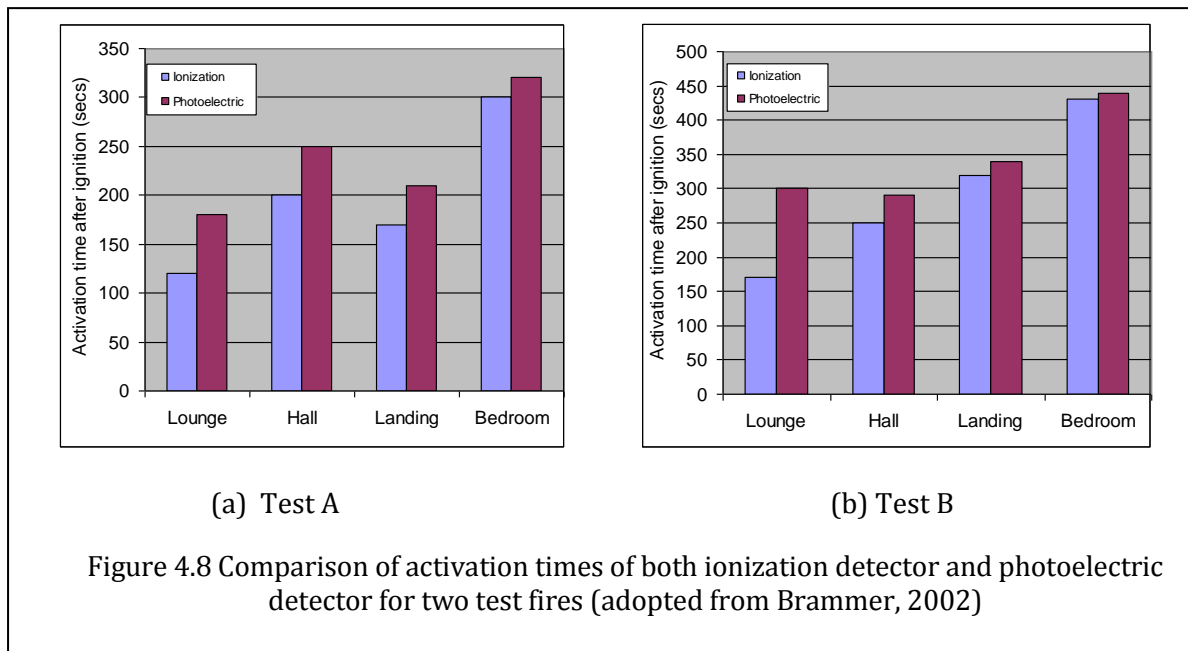 350
300
250
200
150
100
50
0
Activation time after ignition (secs)
Ionization
Photoelectric
Lounge Hall Landing Bedroom
(a) Test A
500
450
400
350
300
250
200
150
100
50
0
Activation time after ignition (secs)
Ionization
Photoelectric
Lounge Hall Landing Bedroom
(b) Test B
Figure 4.8 Comparison of activation times of both ionization detector and photoelectric
detector for two test fires (adopted from Brammer, 2002)